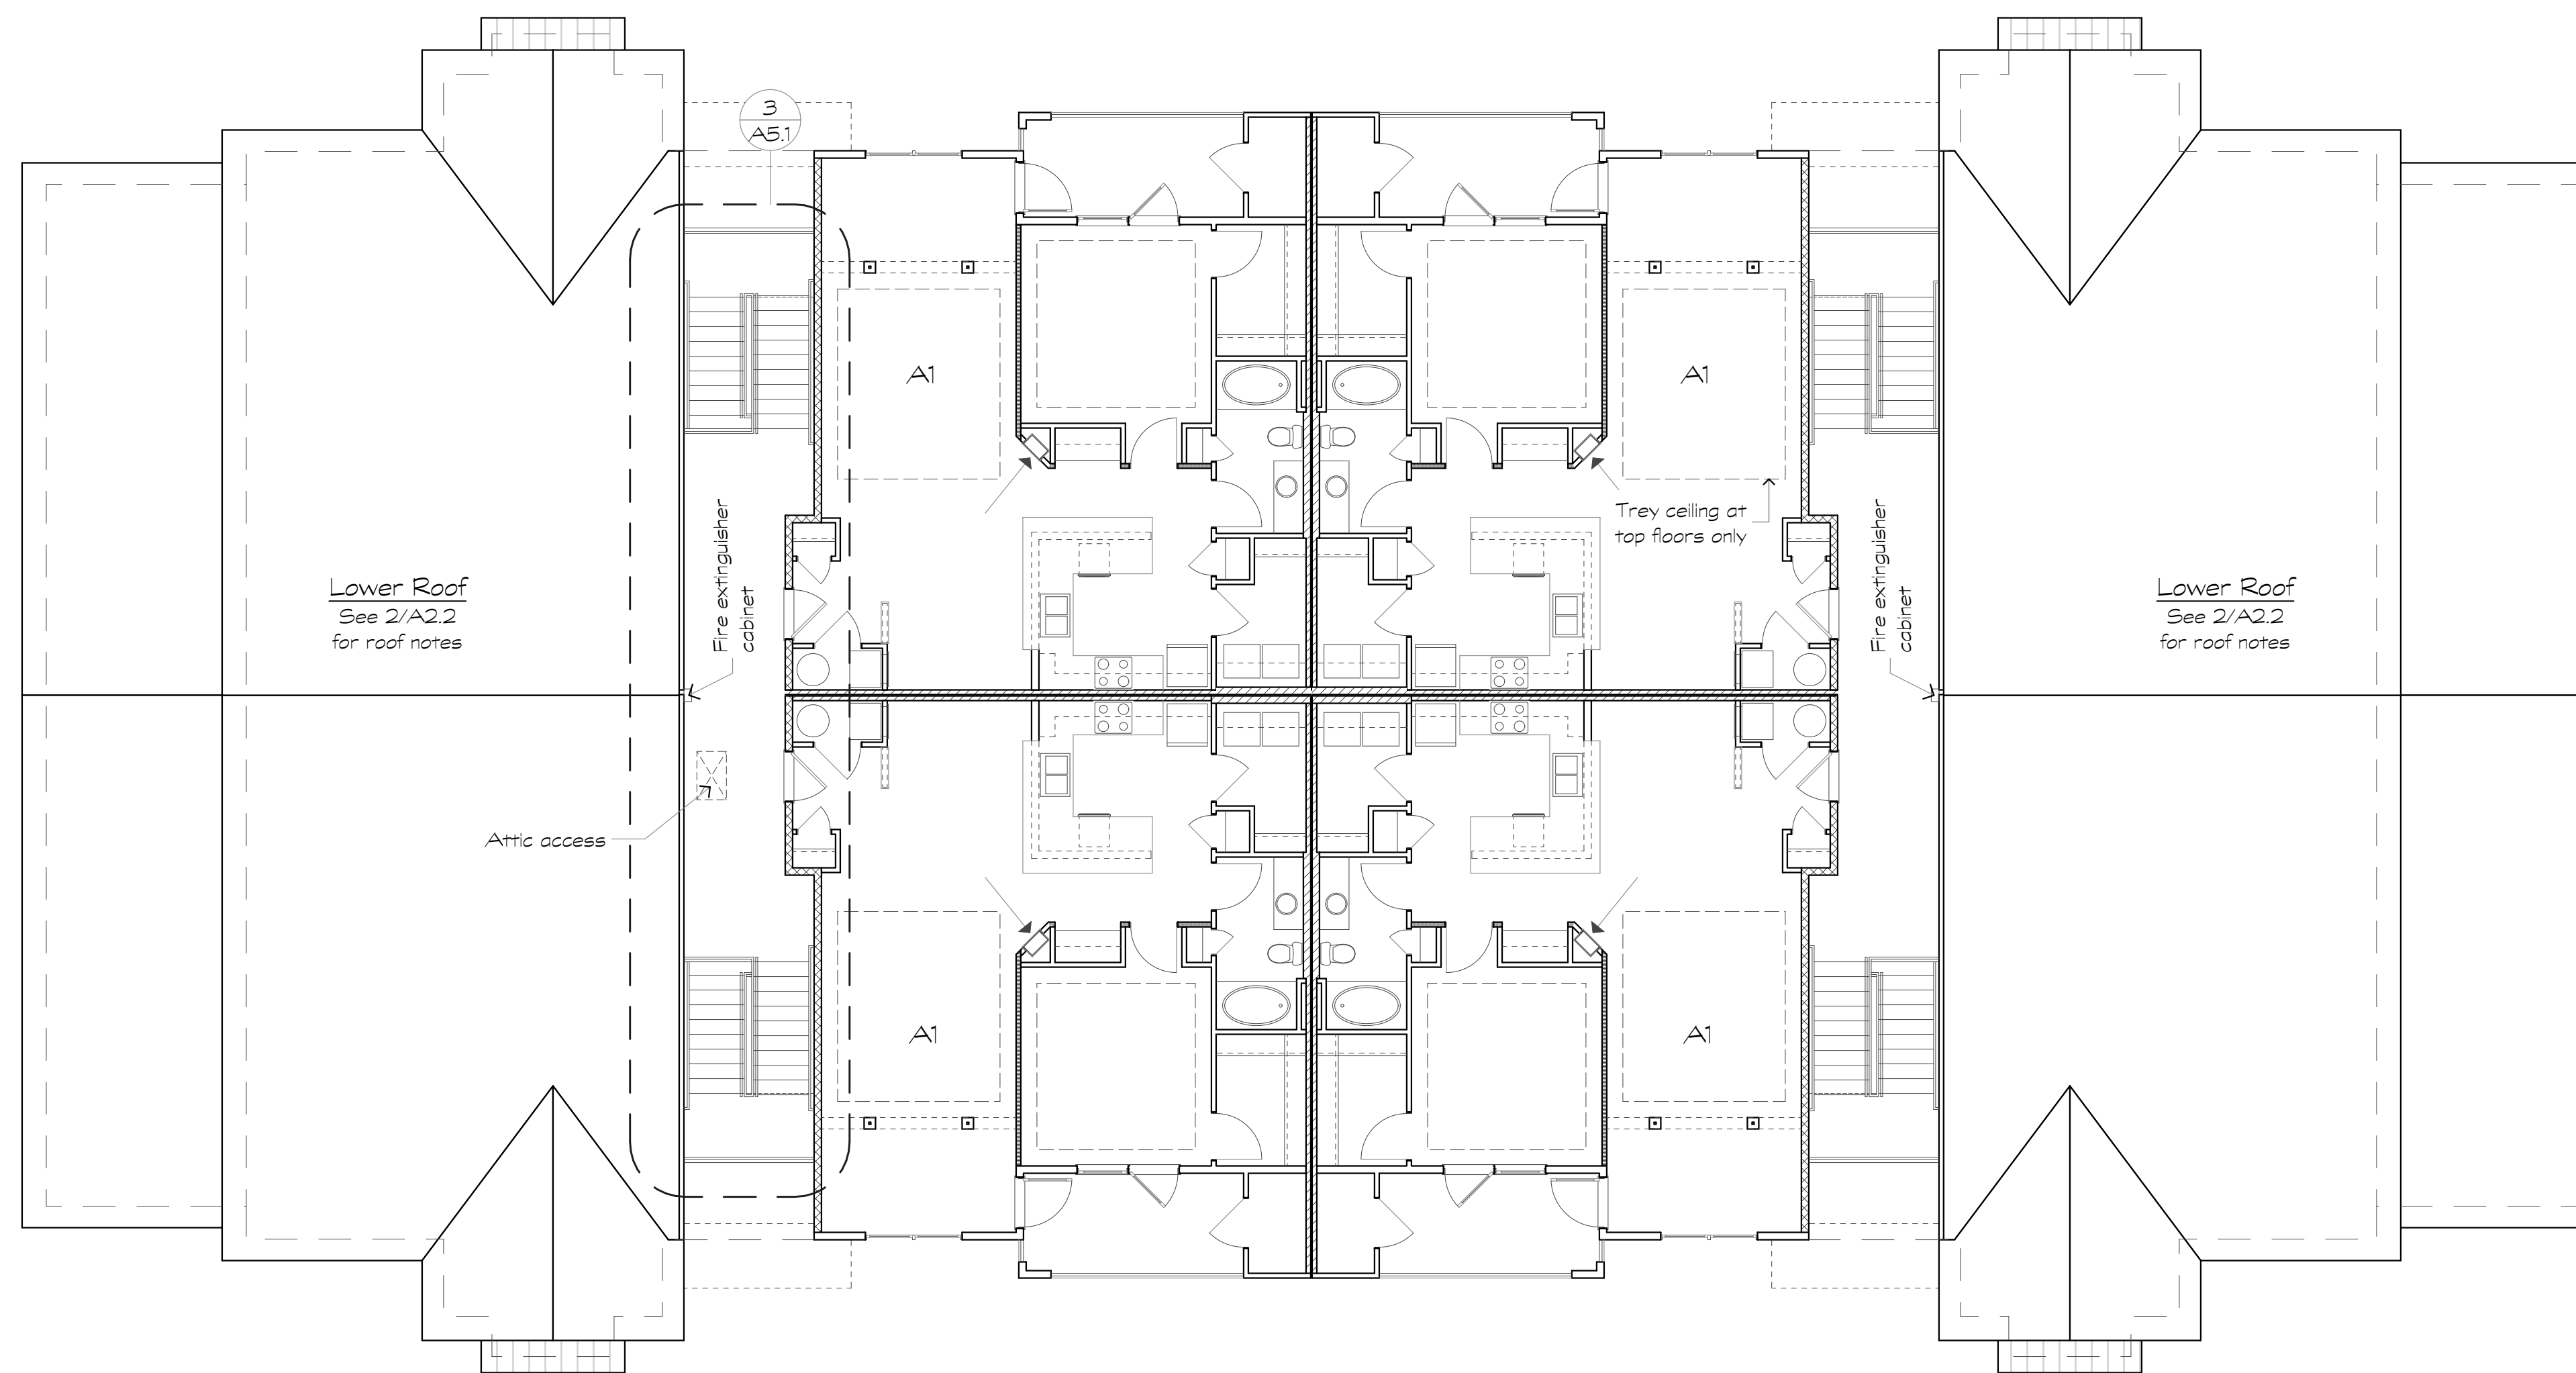 3
A5.1
A1
A1
Trey ceiling at
top floors only
Fire extinguisher
cabinet
Fire extinguisher
cabinet
Lower Roof
See 2/A2.2
for roof notes
Lower Roof
See 2/A2.2
for roof notes
Attic access
A1
A1